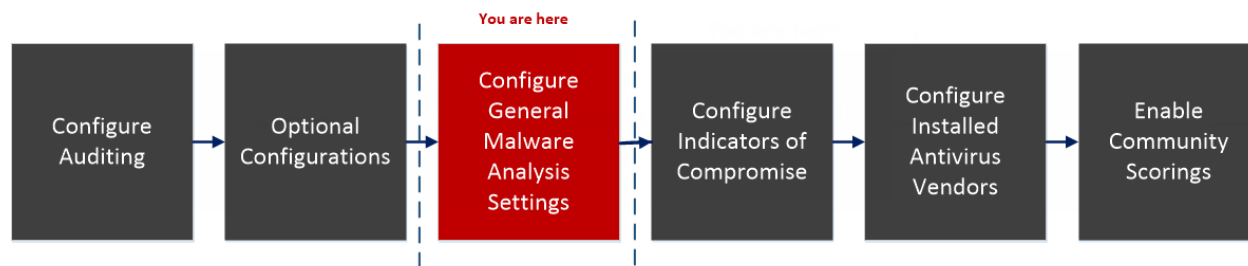 You are here
Configure
Auditing
Optional
Configurations
Configure
General
Malware
Analysis
Settings
Configure
Indicators of
Compromise
Configure
Installed
Antivirus
Vendors
Enable
Community
Scorings